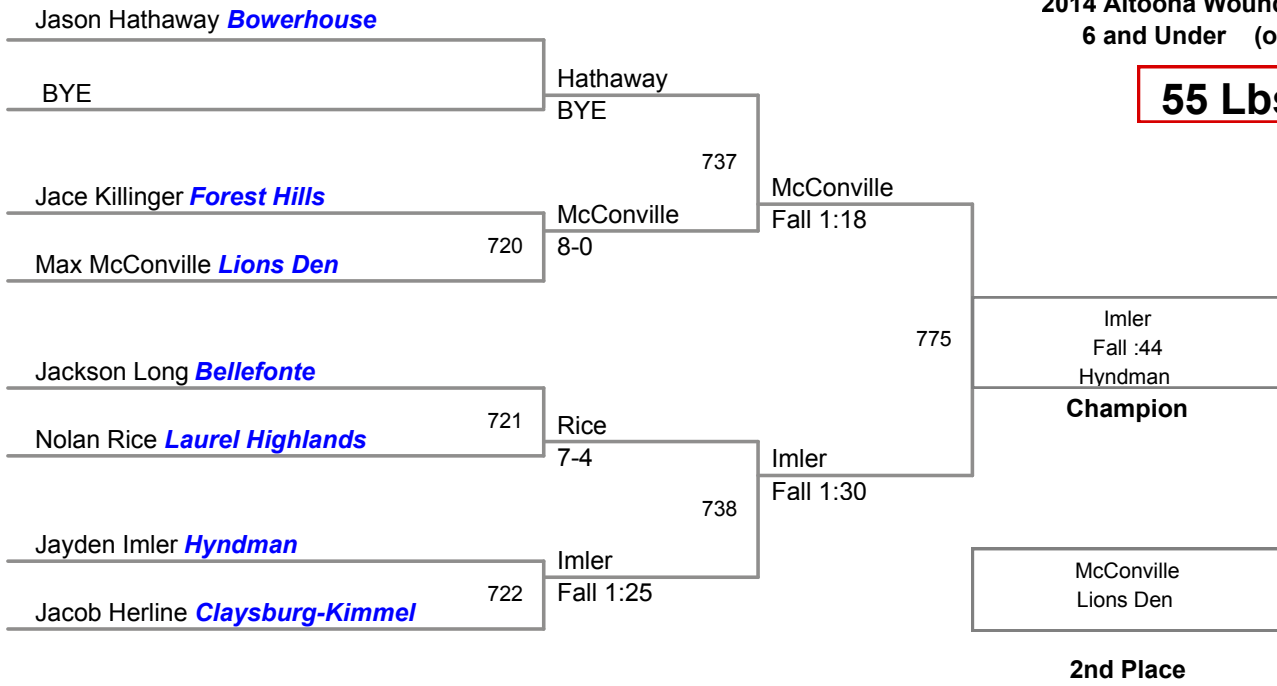 2014 Altoona
6 and Under
55
Jason Hathaway Bowerhouse
BYE
Hathaway
BYE
737
Jace Killinger Forest Hills
720
Max McConville Lions Den
McConville
8-0
McConville
Fall 1:18
775
Imler
Fall :44
Hyndman
Champion
Jackson Long Bellefonte
721
Nolan Rice Laurel Highlands
Rice
7-4
738
Imler
Fall 1:30
Jayden Imler Hyndman
722
Jacob Herline Claysburg-Kimmel
Imler
Fall 1:25
McConville
Lions Den
2nd Place